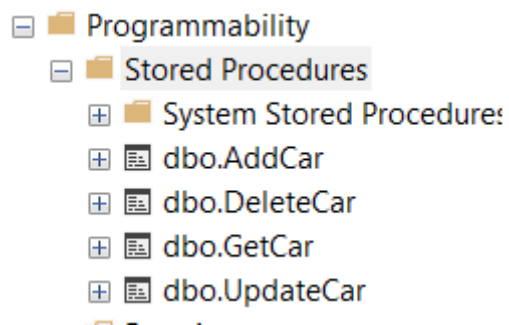 Programmability
Stored Procedures
System Stored Procedures
dbo.AddCar
dbo.DeleteCar
dbo.GetCar
dbo.UpdateCar